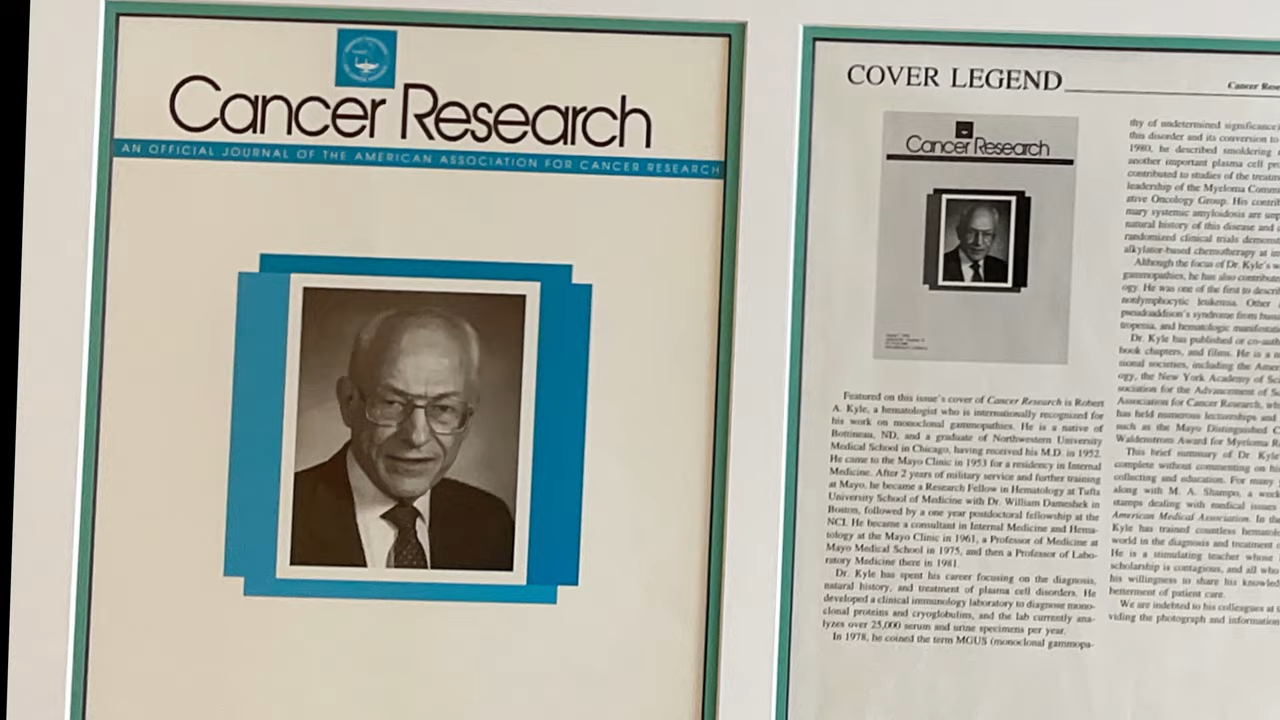 Cancer Research
AN OFFICIAL JOURNAL OF THE AMERICAN ASSOCIATION FOR CANCER RESEARCH
COVER LEGEND
Cancer Rese
Cancer Research
Featured on this issue's cover of Cancer Research is Robert
A. Kyle, a hematologist who is internationally recognized for
his work on monoclonal gammopathies. He is a native of
Bottineau, ND, and a graduate of Northwestern University
Medical School in Chicago, having received his M.D. in 1952.
He came to the Mayo Clinic in 1953 for a residency in Internal
Medicine. After 2 years of military service and further training
at Mayo, he became a Research Fellow in Hematology at Tufts
University School of Medicine with Dr. William Dameshek in
Boston, followed by a one year postdoctoral fellowship at the
NCI. He became a consultant in Internal Medicine and Hema-
tology at the Mayo Clinic in 1961, a Professor of Medicine at
Mayo Medical School in 1975, and then a Professor of Labo-
ratory Medicine there in 1981.
Dr. Kyle has spent his career focusing on the diagnosis,
natural history, and treatment of plasma cell disorders. He
developed a clinical immunology laboratory to diagnose mono-
clonal proteins and cryoglobulins, and the lab currently ana-
lyzes over 25,000 serum and urine specimens per year.
In 1978, he coined the term MGUS (monoclonal gammopa-
thy of undetermined significance
this disorder and its conversion to
1980, he described smoldering
another important plasma cell pr
contributed to studies of the treatm
leadership of the Myeloma Comm
ative Oncology Group. His contrib
mary systemic amyloidosis are
natural history of this disease and
randomized clinical trials demons
alkylator-based chemotherapy at
Although the focus of Dr. Kyle's w
gammopathies, he has also contribute
ogy. He was one of the first to descri
nonlymphocytic leukemia. Other
pseudoaddison's syndrome from
tropenia, and hematologic manifestati
Dr. Kyle has published or co-auth
book chapters, and films. He is a m
tional societies, including the Amer
ogy, the New York Academy of Sc
sociation for the Advancement of S
Association for Cancer Research, wh
has held numerous lectureships and
such as the Mayo Distinguished C
Waldenstrom Award for Myeloma R
This brief summary of Dr. Kyle
complete without commenting on his
collecting and education. For many
along with M. A. Shampo, a week
stamps dealing with medical issues
American Medical Association. In the
Kyle has trained countless hematolo
world in the diagnosis and treatment
He is a stimulating teacher whose
scholarship is contagious, and all who
his willingness to share his knowled
betterment of patient care.
We are indebted to his colleagues at
viding the photograph and information